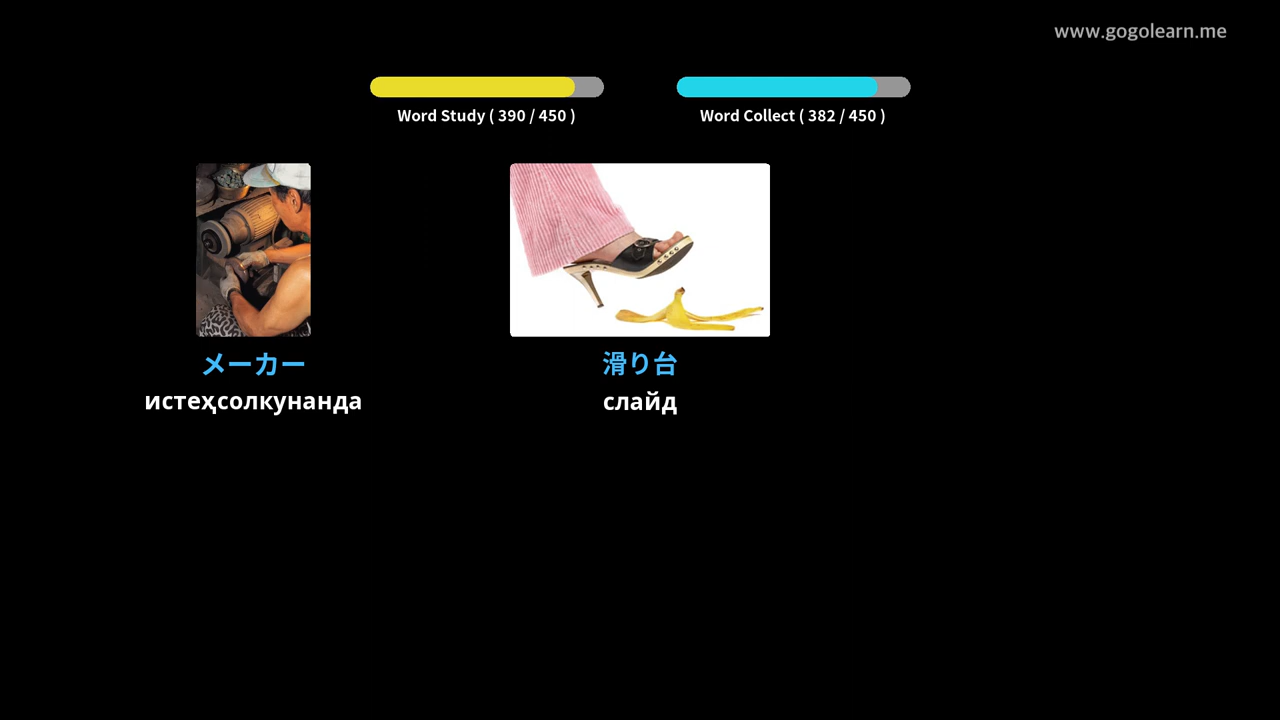 www.gogolearn.me
Word Study ( 390 / 450 )
Word Collect ( 382 / 450 )
メーカー
истеҳсолкунанда
滑り台
слайд